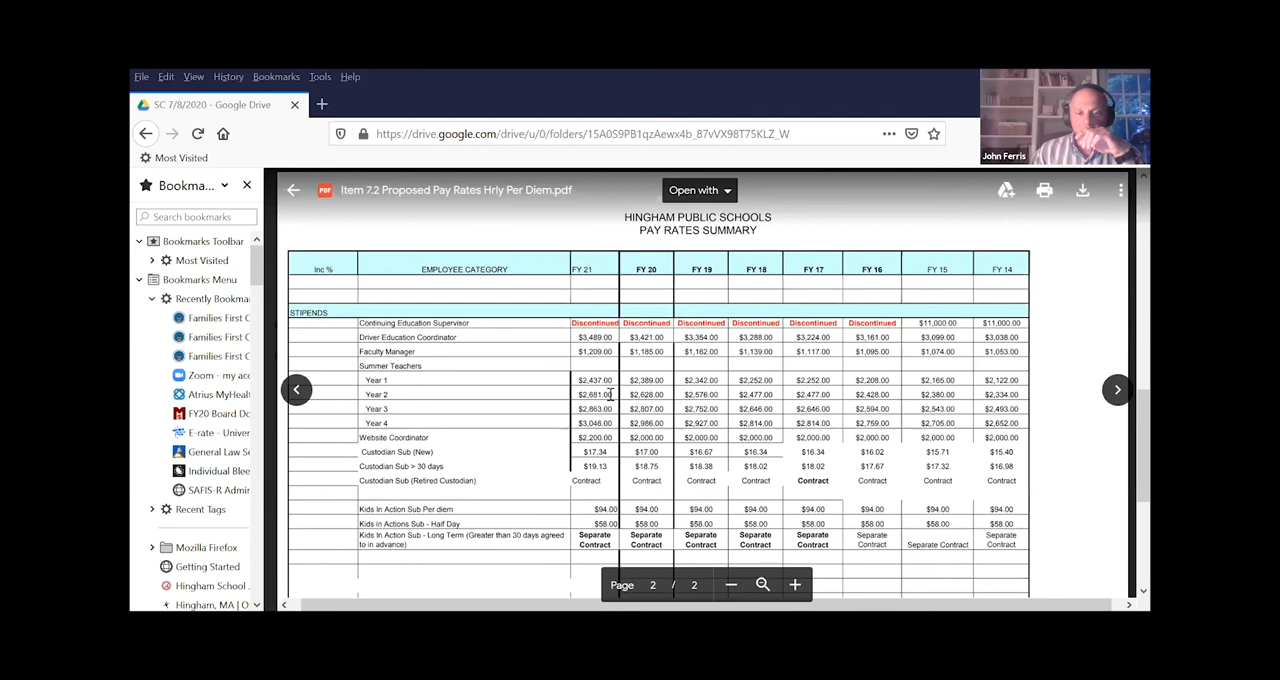 File Edit View History Bookmarks Tools Help
SC 7/8/2020 - Google Drive
https://drive.google.com/drive/u/0/folders/15A0S9PB1qzAewx4b_87vVX98T75KLZ_W
Most Visited
John Ferris
Bookma...
Search bookmarks
Bookmarks Toolbar
Most Visited
Bookmarks Menu
Recently Bookma
Families First C
Families First C
Families First C
Zoom - my acc
Atrius MyHealt
FY20 Board Do
E-rate - Univer
General Law Se
Individual Blee
SAFIS-R Admir
Recent Tags
Mozilla Firefox
Getting Started
Hingham School
Hingham, MA | O
PDF Item 7.2 Proposed Pay Rates Hrly Per Diem.pdf
Open with
HINGHAM PUBLIC SCHOOLS
PAY RATES SUMMARY
Inc % EMPLOYEE CATEGORY FY 21 FY 20 FY 19 FY 18 FY 17 FY 16 FY 15 FY 14
STIPENDS
Continuing Education Supervisor Discontinued Discontinued Discontinued Discontinued Discontinued Discontinued $11,000.00 $11,000.00
Driver Education Coordinator $3,489.00 $3,421.00 $3,354.00 $3,288.00 $3,224.00 $3,161.00 $3,099.00 $3,038.00
Faculty Manager $1,209.00 $1,185.00 $1,162.00 $1,139.00 $1,117.00 $1,095.00 $1,074.00 $1,053.00
Summer Teachers
Year 1 $2,437.00 $2,389.00 $2,342.00 $2,252.00 $2,252.00 $2,208.00 $2,165.00 $2,122.00
Year 2 $2,681.00 $2,628.00 $2,576.00 $2,477.00 $2,477.00 $2,428.00 $2,380.00 $2,334.00
Year 3 $2,863.00 $2,807.00 $2,752.00 $2,646.00 $2,646.00 $2,594.00 $2,543.00 $2,493.00
Year 4 $3,046.00 $2,986.00 $2,927.00 $2,814.00 $2,814.00 $2,759.00 $2,705.00 $2,652.00
Website Coordinator $2,200.00 $2,000.00 $2,000.00 $2,000.00 $2,000.00 $2,000.00 $2,000.00 $2,000.00
Custodian Sub (New) $17.34 $17.00 $16.67 $16.34 $16.34 $16.02 $15.71 $15.40
Custodian Sub > 30 days $19.13 $18.75 $18.38 $18.02 $18.02 $17.67 $17.32 $16.98
Custodian Sub (Retired Custodian) Contract Contract Contract Contract Contract Contract Contract Contract
Kids In Action Sub Per diem $94.00 $94.00 $94.00 $94.00 $94.00 $94.00 $94.00 $94.00
Kids in Actions Sub - Half Day $58.00 $58.00 $58.00 $58.00 $58.00 $58.00 $58.00 $58.00
Kids In Action Sub - Long Term (Greater than 30 days agreed Separate Separate Separate Separate Separate Separate Separate
to in advance) Contract Contract Contract Contract Contract Contract Separate Contract Contract
Page 2 / 2